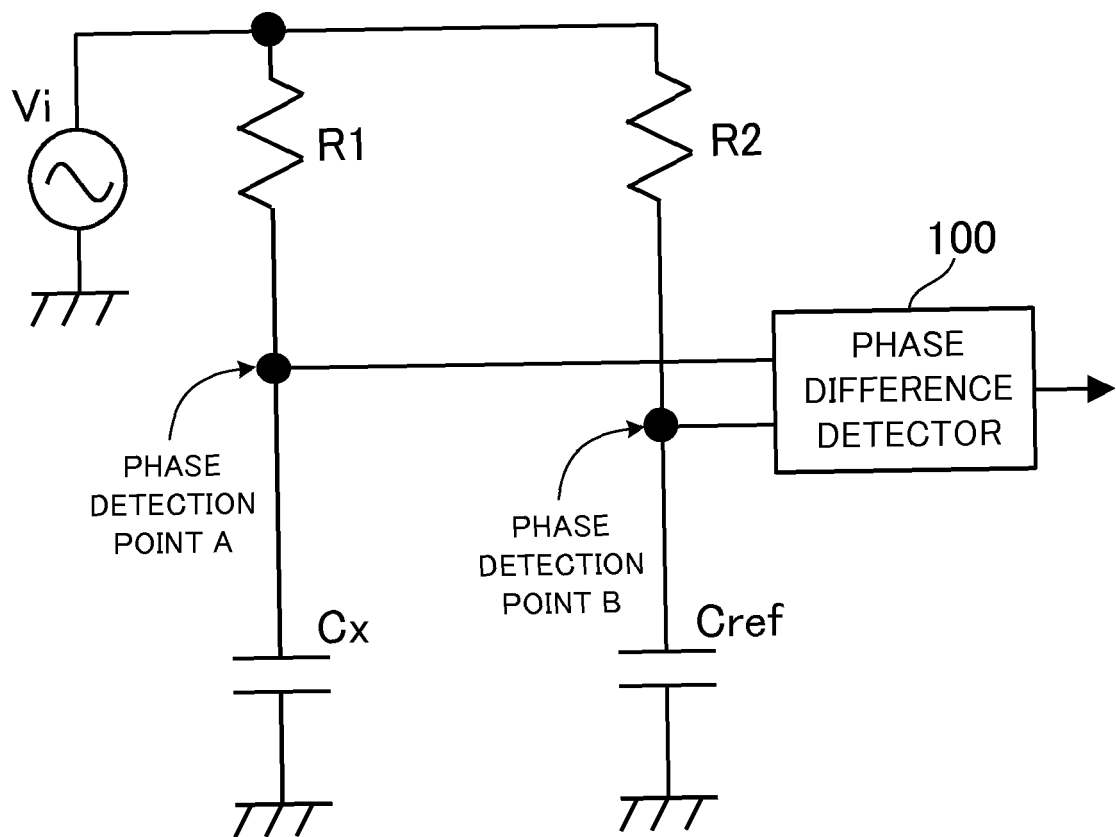 Vi
R1
R2
100
PHASE
DIFFERENCE
DETECTOR
PHASE
DETECTION
POINT A
PHASE
DETECTION
POINT B
Cx
Cref